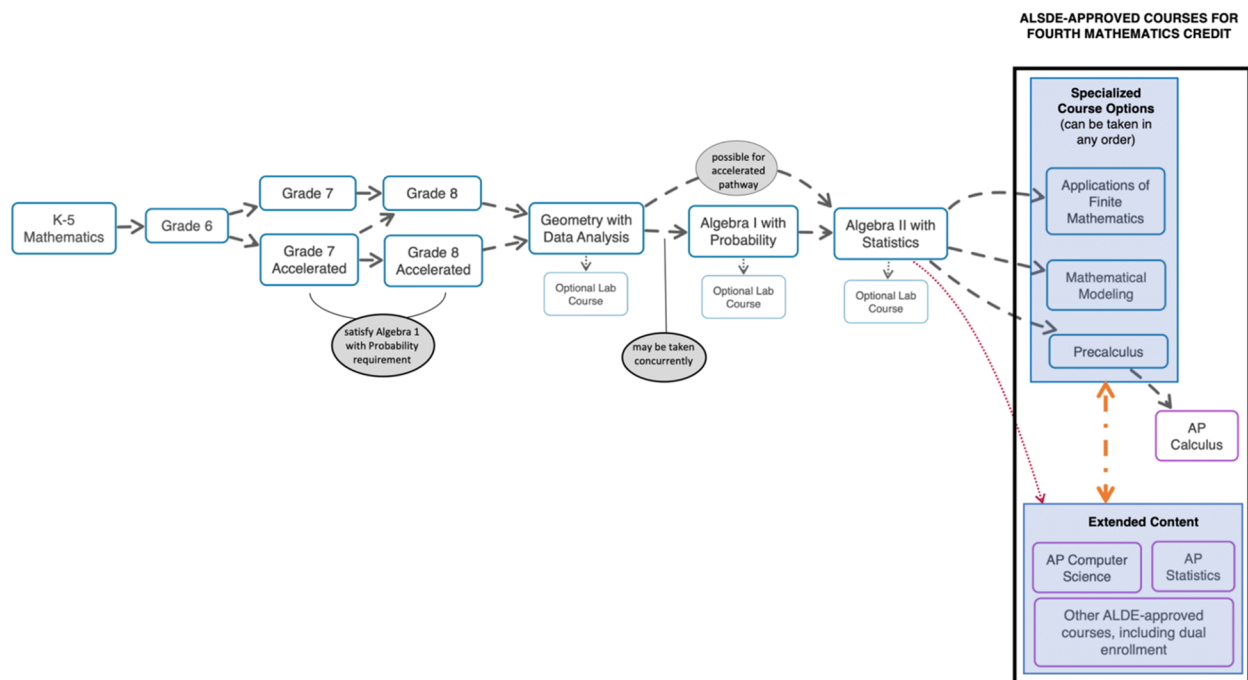 ALSDE-APPROVED COURSES FOR
FOURTH MATHEMATICS CREDIT
Specialized
Course Options
(can be taken in
any order)
possible for
accelerated
pathway
K-5
Mathematics
Grade 6
Grade 7
Grade 8
Grade 7
Accelerated
Grade 8
Accelerated
Geometry with
Data Analysis
Algebra I with
Probability
Algebra II with
Statistics
Applications of
Finite
Mathematics
Mathematical
Modeling
Precalculus
Optional Lab
Course
Optional Lab
Course
Optional Lab
Course
satisfy Algebra 1
with Probability
requirement
may be taken
concurrently
AP
Calculus
Extended Content
AP Computer
Science
AP
Statistics
Other ALDE-approved
courses, including dual
enrollment